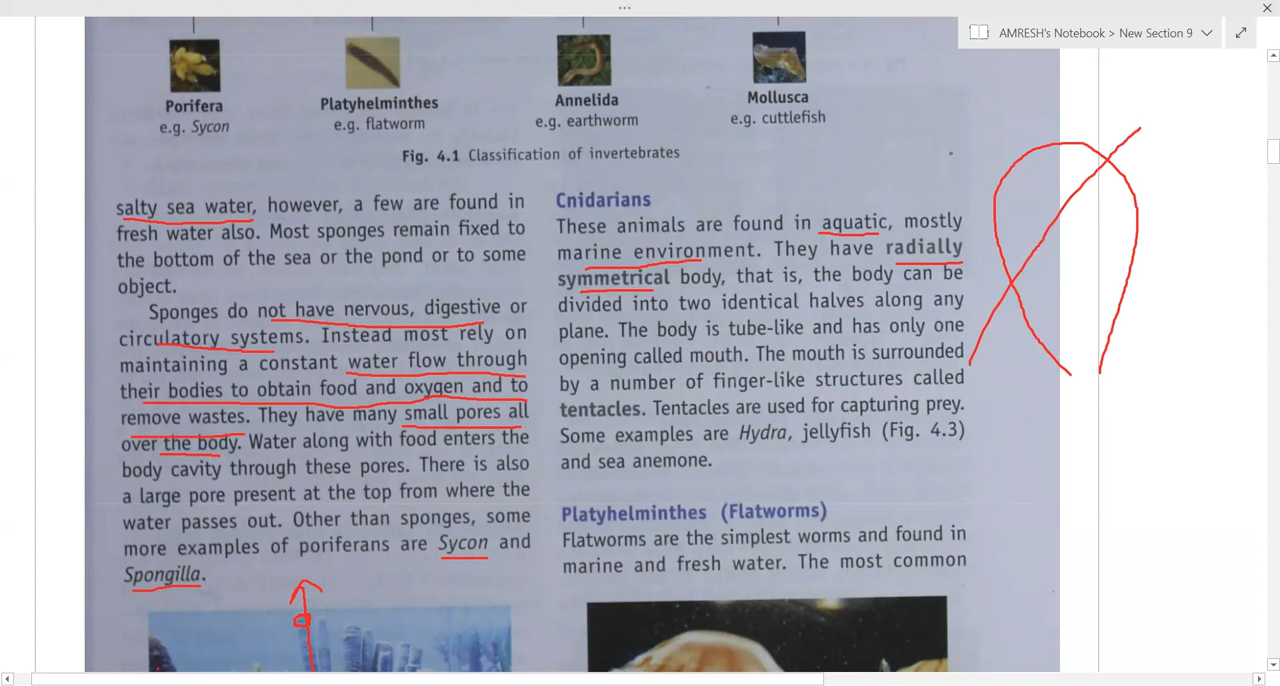 AMRESH's Notebook > New Section 9
Porifera
e.g. Sycon
Platyhelminthes
e.g. flatworm
Annelida
e.g. earthworm
Mollusca
e.g. cuttlefish
Fig. 4.1 Classification of invertebrates
salty sea water, however, a few are found in
fresh water also. Most sponges remain fixed to
the bottom of the sea or the pond or to some
object.
Sponges do not have nervous, digestive or
circulatory systems. Instead most rely on
maintaining a constant water flow through
their bodies to obtain food and oxygen and to
remove wastes. They have many small pores all
over the body. Water along with food enters the
body cavity through these pores. There is also
a large pore present at the top from where the
water passes out. Other than sponges, some
more examples of poriferans are Sycon and
Spongilla.
Cnidarians
These animals are found in aquatic, mostly
marine environment. They have radially
symmetrical body, that is, the body can be
divided into two identical halves along any
plane. The body is tube-like and has only one
opening called mouth. The mouth is surrounded
by a number of finger-like structures called
tentacles. Tentacles are used for capturing prey.
Some examples are Hydra, jellyfish (Fig. 4.3)
and sea anemone.
Platyhelminthes (Flatworms)
Flatworms are the simplest worms and found in
marine and fresh water. The most common